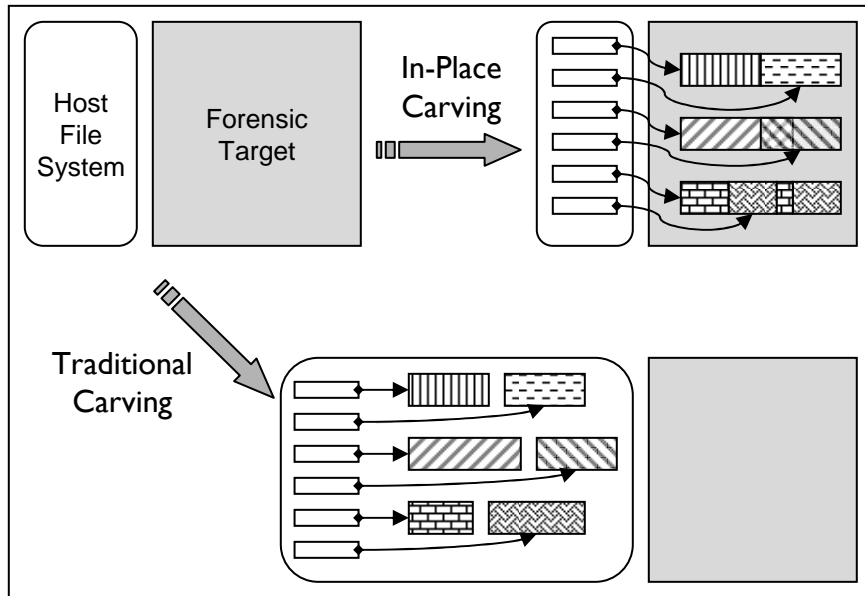 Host
File
System
Forensic
Target
In-Place
Carving
Traditional
Carving